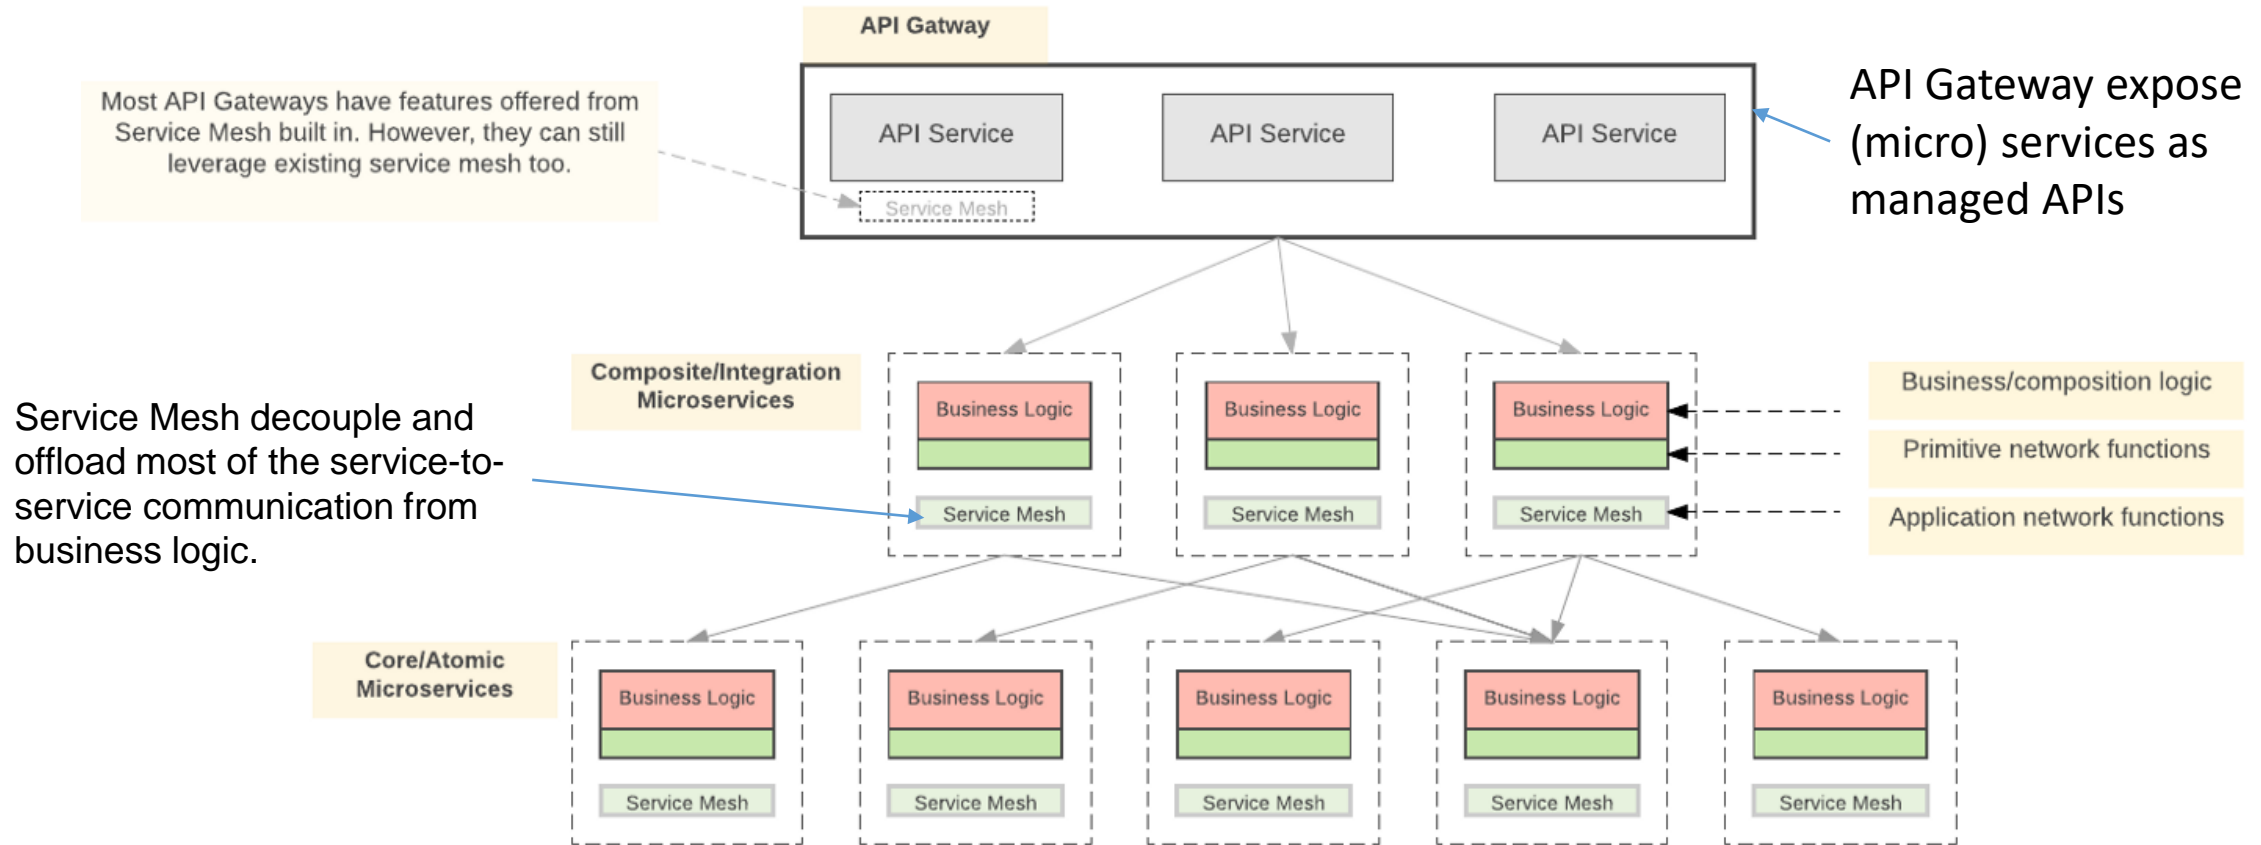 API Gatway
Most API Gateways have features offered from
Service Mesh built in. However, they can still
leverage existing service mesh too.
API Service
API Service
API Service
Service Mesh
API Gateway expose
(micro) services as
managed APIs
Composite/Integration
Microservices
Service Mesh decouple and
offload most of the service-to-
service communication from
business logic.
Business Logic
Business Logic
Business Logic
Service Mesh
Service Mesh
Service Mesh
Business/composition logic
Primitive network functions
Application network functions
Core/Atomic
Microservices
Business Logic
Business Logic
Business Logic
Business Logic
Business Logic
Service Mesh
Service Mesh
Service Mesh
Service Mesh
Service Mesh